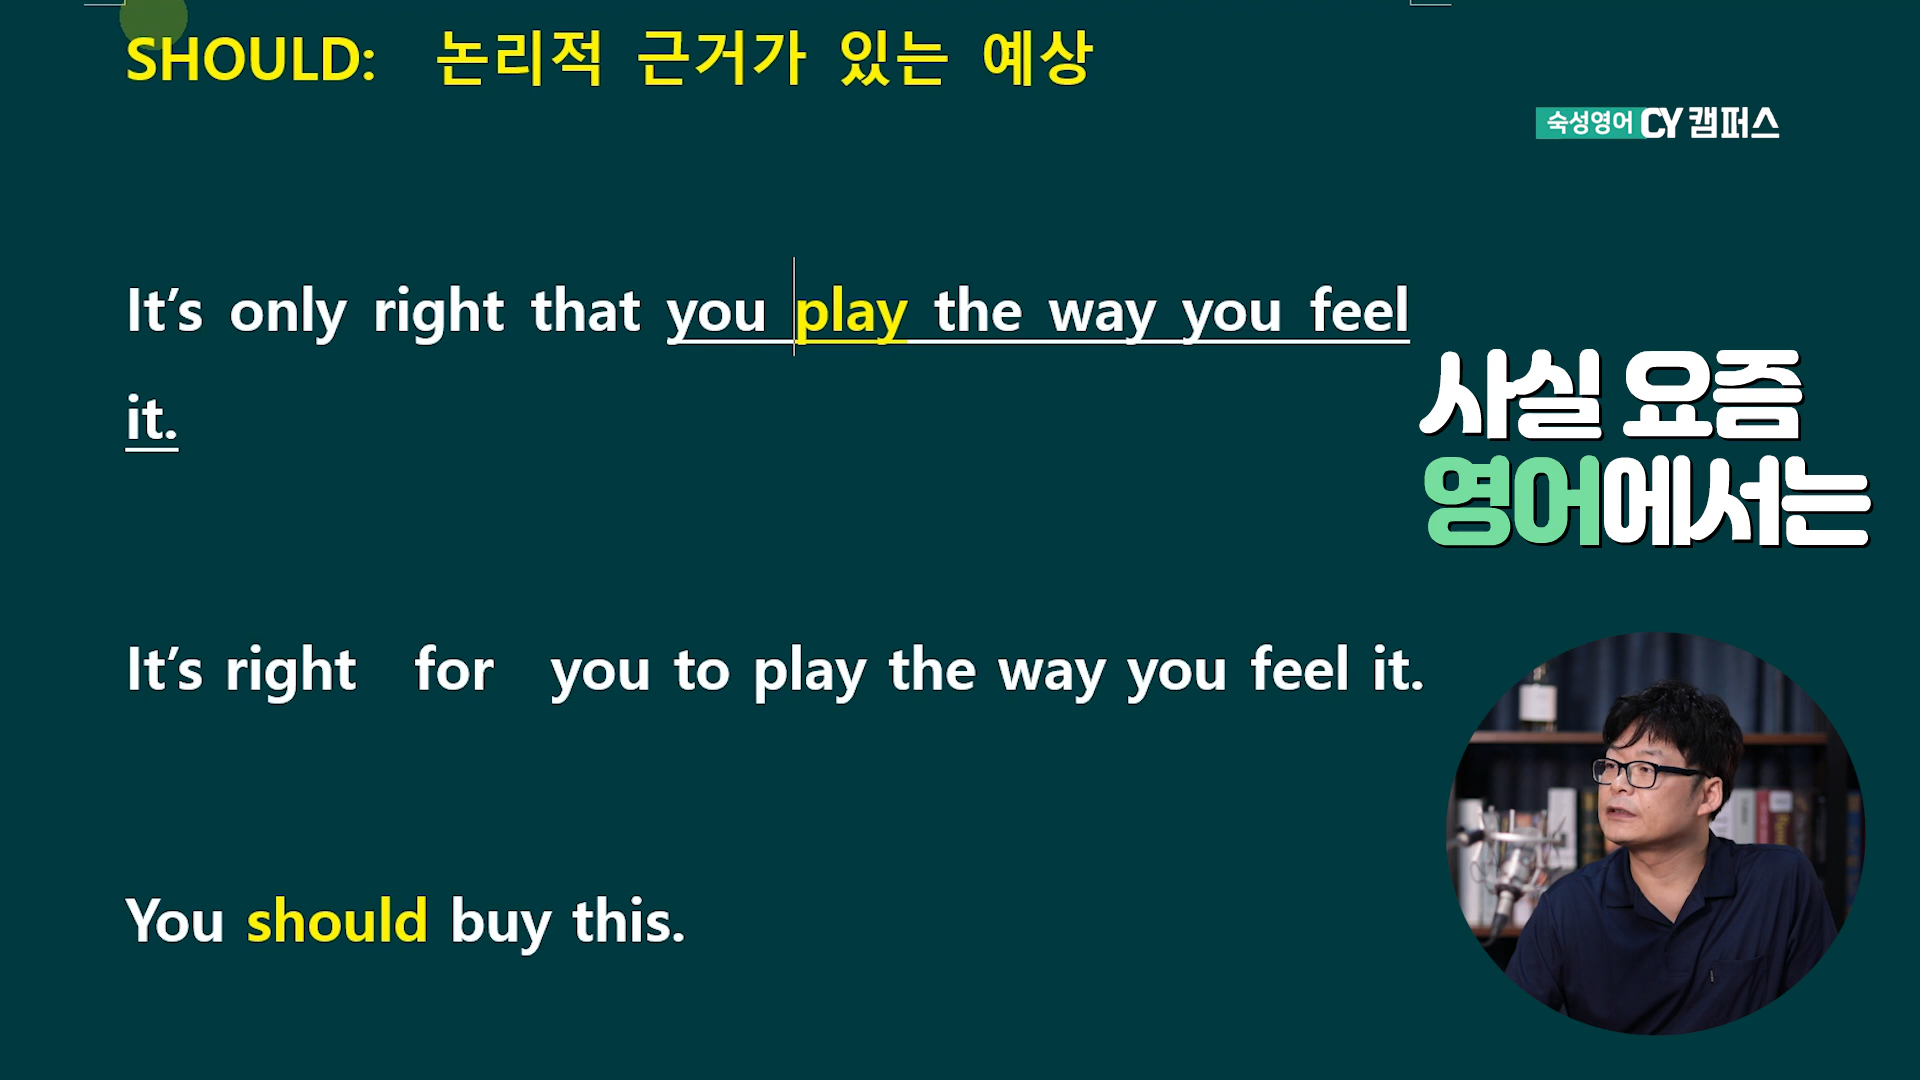 SHOULD: 논리적 근거가 있는 예상
숙성영어 CY 캠퍼스
It’s only right that you play the way you feel
it.
사실 요즘
영어에서는
It’s right for you to play the way you feel it.
You should buy this.